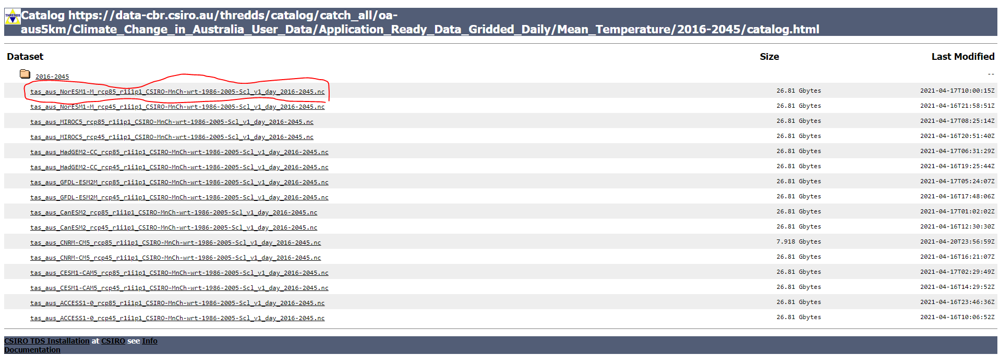 THREDDS
Catalog https://data-cbr.csiro.au/thredds/catalog/catch_all/oa-
aus5km/Climate_Change_in_Australia_User_Data/Application_Ready_Data_Gridded_Daily/Mean_Temperature/2016-2045/catalog.html
Dataset Size Last Modified
2016-2045 --
tas_aus_NorESM1-M_rcp85_r1i1p1_CSIRO-MnCh-wrt-1986-2005-Scl_v1_day_2016-2045.nc 26.81 Gbytes 2021-04-17T10:00:15Z
tas_aus_NorESM1-M_rcp45_r1i1p1_CSIRO-MnCh-wrt-1986-2005-Scl_v1_day_2016-2045.nc 26.81 Gbytes 2021-04-16T21:58:51Z
tas_aus_MIROC5_rcp85_r1i1p1_CSIRO-MnCh-wrt-1986-2005-Scl_v1_day_2016-2045.nc 26.81 Gbytes 2021-04-17T08:25:14Z
tas_aus_MIROC5_rcp45_r1i1p1_CSIRO-MnCh-wrt-1986-2005-Scl_v1_day_2016-2045.nc 26.81 Gbytes 2021-04-16T20:51:40Z
tas_aus_HadGEM2-CC_rcp85_r1i1p1_CSIRO-MnCh-wrt-1986-2005-Scl_v1_day_2016-2045.nc 26.81 Gbytes 2021-04-17T06:31:29Z
tas_aus_HadGEM2-CC_rcp45_r1i1p1_CSIRO-MnCh-wrt-1986-2005-Scl_v1_day_2016-2045.nc 26.81 Gbytes 2021-04-16T19:25:44Z
tas_aus_GFDL-ESM2M_rcp85_r1i1p1_CSIRO-MnCh-wrt-1986-2005-Scl_v1_day_2016-2045.nc 26.81 Gbytes 2021-04-17T05:24:07Z
tas_aus_GFDL-ESM2M_rcp45_r1i1p1_CSIRO-MnCh-wrt-1986-2005-Scl_v1_day_2016-2045.nc 26.81 Gbytes 2021-04-16T17:48:06Z
tas_aus_CanESM2_rcp85_r1i1p1_CSIRO-MnCh-wrt-1986-2005-Scl_v1_day_2016-2045.nc 26.81 Gbytes 2021-04-17T01:02:02Z
tas_aus_CanESM2_rcp45_r1i1p1_CSIRO-MnCh-wrt-1986-2005-Scl_v1_day_2016-2045.nc 26.81 Gbytes 2021-04-16T12:30:30Z
tas_aus_CNRM-CM5_rcp85_r1i1p1_CSIRO-MnCh-wrt-1986-2005-Scl_v1_day_2016-2045.nc 7.918 Gbytes 2021-04-20T23:56:59Z
tas_aus_CNRM-CM5_rcp45_r1i1p1_CSIRO-MnCh-wrt-1986-2005-Scl_v1_day_2016-2045.nc 26.81 Gbytes 2021-04-16T16:21:07Z
tas_aus_CESM1-CAM5_rcp85_r1i1p1_CSIRO-MnCh-wrt-1986-2005-Scl_v1_day_2016-2045.nc 26.81 Gbytes 2021-04-17T02:29:49Z
tas_aus_CESM1-CAM5_rcp45_r1i1p1_CSIRO-MnCh-wrt-1986-2005-Scl_v1_day_2016-2045.nc 26.81 Gbytes 2021-04-16T14:29:52Z
tas_aus_ACCESS1-0_rcp85_r1i1p1_CSIRO-MnCh-wrt-1986-2005-Scl_v1_day_2016-2045.nc 26.81 Gbytes 2021-04-16T23:46:36Z
tas_aus_ACCESS1-0_rcp45_r1i1p1_CSIRO-MnCh-wrt-1986-2005-Scl_v1_day_2016-2045.nc 26.81 Gbytes 2021-04-16T10:06:52Z
CSIRO TDS Installation at CSIRO see Info
Documentation